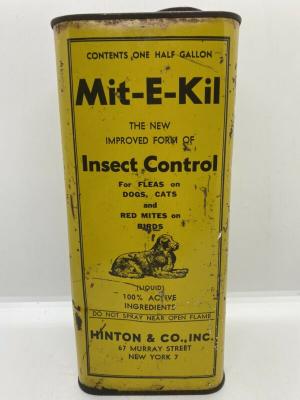 CONTENTS ONE HALF GALLON
Mit-E-Kil
THE NEW
IMPROVED FORM OF
Insect Control
For FLEAS on
DOGS, CATS
and
RED MITES on
BIRDS
(LIQUID)
100% ACTIVE
INGREDIENTS
DO NOT SPRAY NEAR OPEN FLAME
HINTON & CO., INC.
67 MURRAY STREET
NEW YORK 7